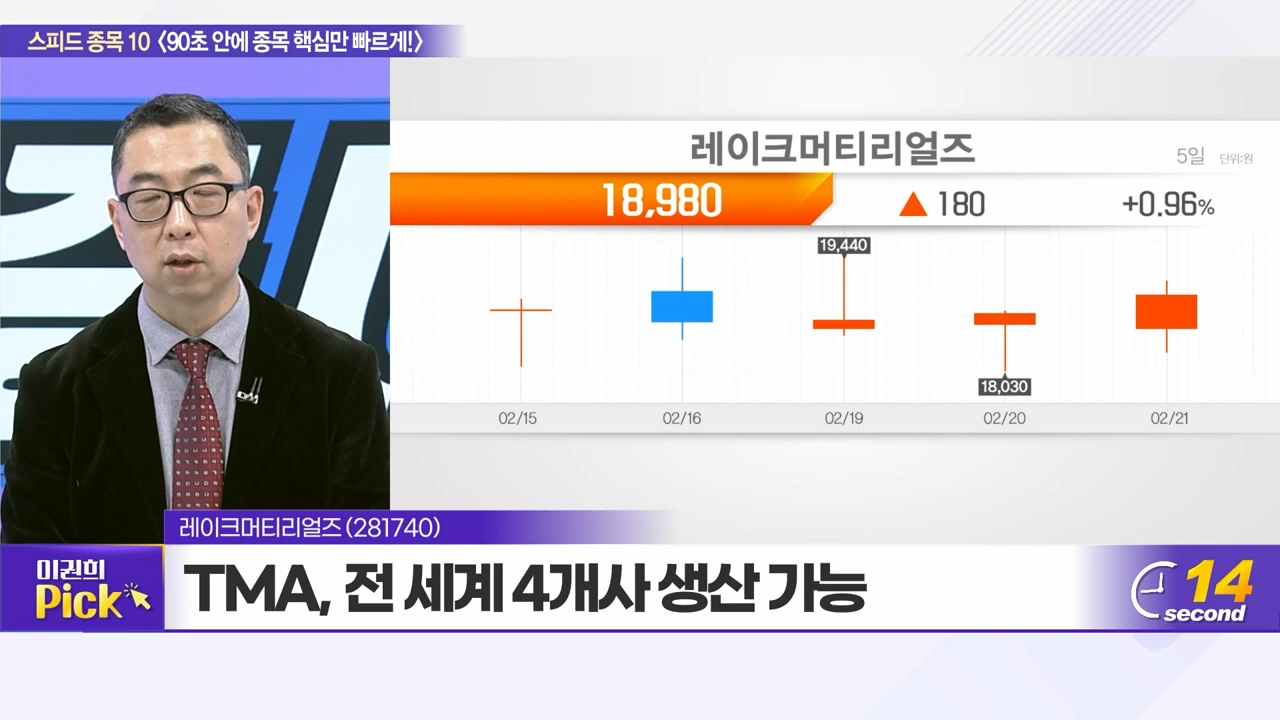 스피드 종목 10 〈90초 안에 종목 핵심만 빠르게!〉
레이크머티리얼즈
5일 단위:원
18,980 ▲ 180 +0.96%
19,440
18,030
02/15 02/16 02/19 02/20 02/21
레이크머티리얼즈(281740)
이권희
Pick
TMA, 전 세계 4개사 생산 가능
14
second